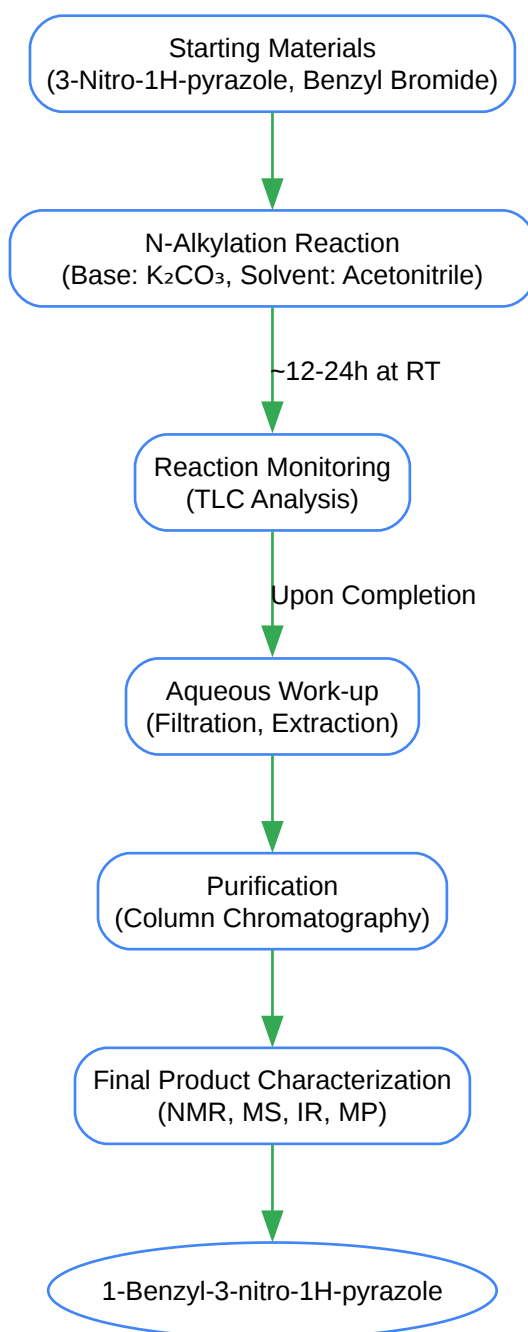 Starting Materials
(3-Nitro-1H-pyrazole, Benzyl Bromide)
N-Alkylation Reaction
(Base: K₂CO₃, Solvent: Acetonitrile)
~12-24h at RT
Reaction Monitoring
(TLC Analysis)
Upon Completion
Aqueous Work-up
(Filtration, Extraction)
Purification
(Column Chromatography)
Final Product Characterization
(NMR, MS, IR, MP)
1-Benzyl-3-nitro-1H-pyrazole